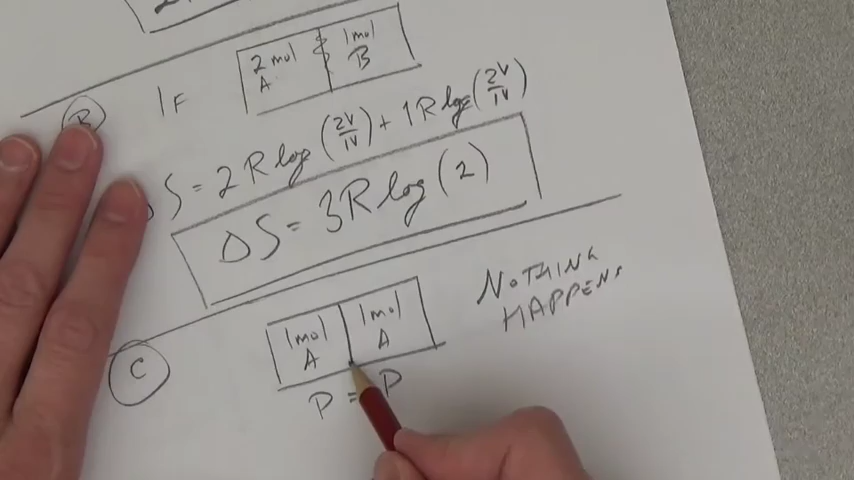 B IF
2 mol 1 mol
A B
ΔS = 2 R log (2V/1V) + 1 R log (2V/1V)
ΔS = 3R log (2)
C
1 mol 1 mol
A A
P = P
NOTHING
HAPPENS